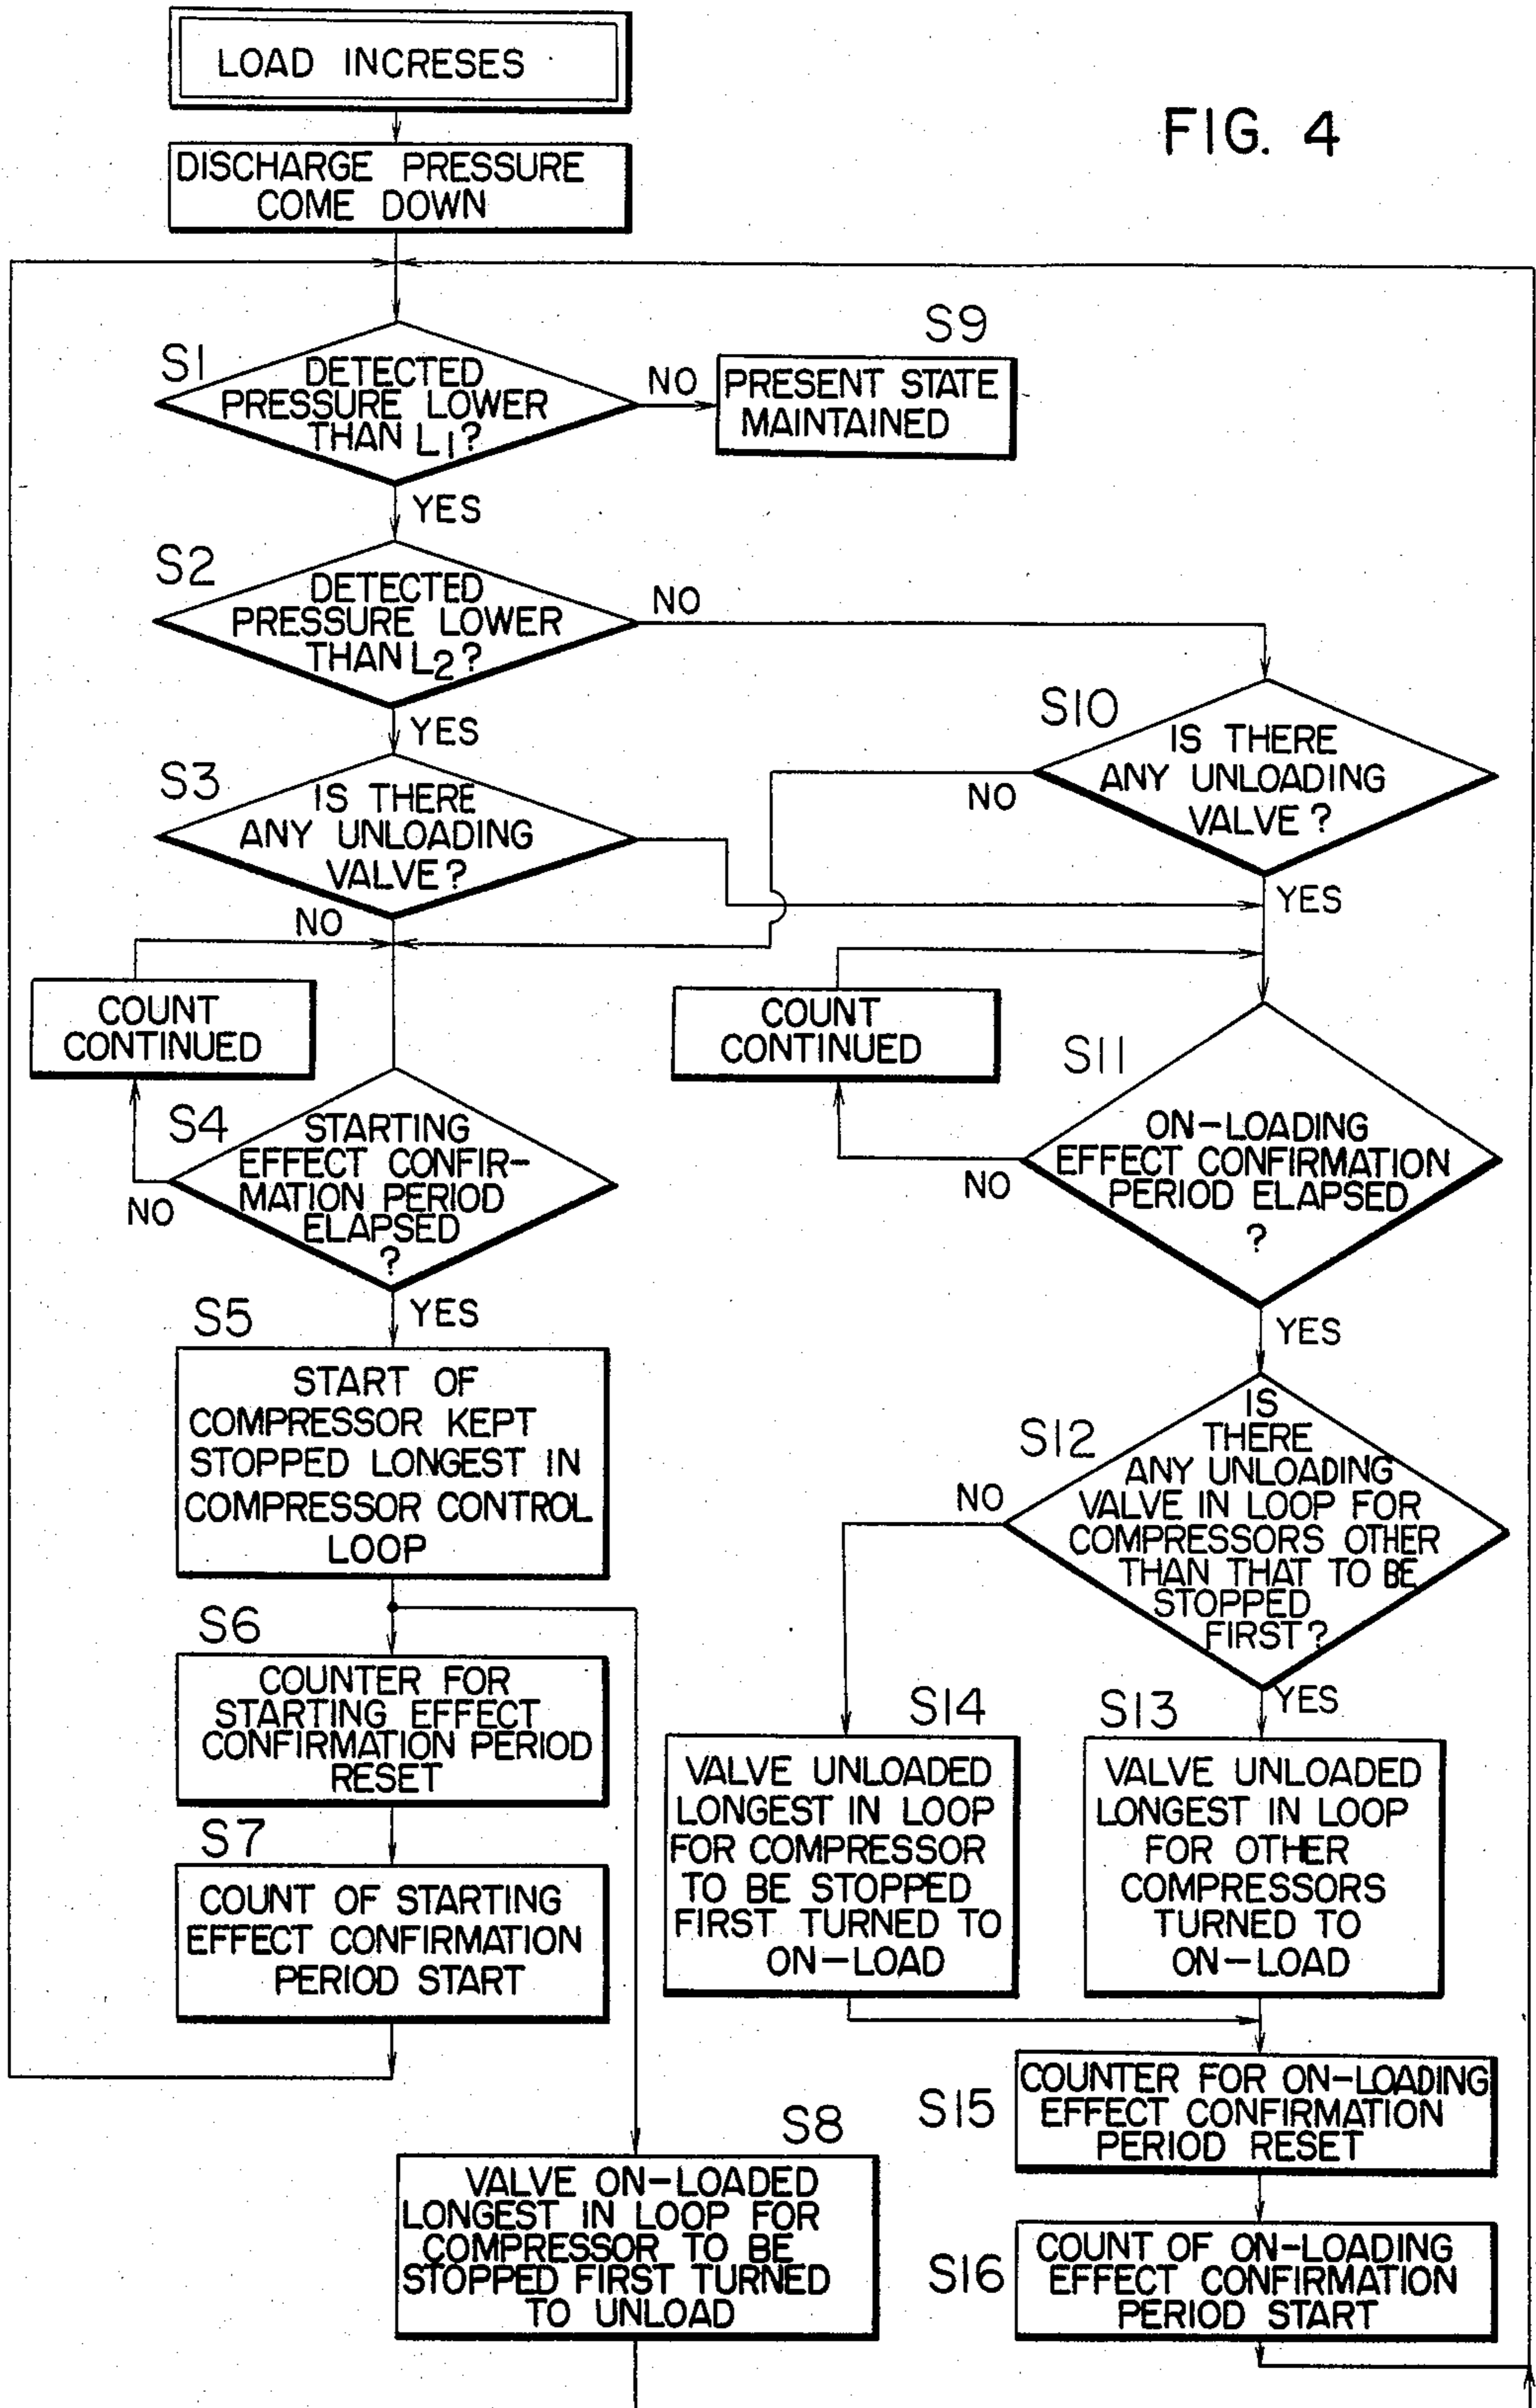 LOAD INCRESES
FIG. 4
DISCHARGE PRESSURE
COME DOWN
S1
DETECTED
PRESSURE LOWER
THAN L1?
NO
S9
PRESENT STATE
MAINTAINED
YES
S2
DETECTED
PRESSURE LOWER
THAN L2?
NO
YES
S3
IS THERE
ANY UNLOADING
VALVE?
NO
S10
IS THERE
ANY UNLOADING
VALVE?
NO
YES
COUNT
CONTINUED
COUNT
CONTINUED
S4
STARTING
EFFECT CONFIR-
MATION PERIOD
ELAPSED
?
NO
YES
S11
ON-LOADING
EFFECT CONFIRMATION
PERIOD ELAPSED
?
NO
YES
S5
START OF
COMPRESSOR KEPT
STOPPED LONGEST IN
COMPRESSOR CONTROL
LOOP
S12
IS
THERE
ANY UNLOADING
VALVE IN LOOP FOR
COMPRESSORS OTHER
THAN THAT TO BE
STOPPED
FIRST?
NO
YES
S6
COUNTER FOR
STARTING EFFECT
CONFIRMATION PERIOD
RESET
S14
VALVE UNLOADED
LONGEST IN LOOP
FOR COMPRESSOR
TO BE STOPPED
FIRST TURNED TO
ON-LOAD
S13
VALVE UNLOADED
LONGEST IN LOOP
FOR OTHER
COMPRESSORS
TURNED TO
ON-LOAD
S7
COUNT OF STARTING
EFFECT CONFIRMATION
PERIOD START
S15
COUNTER FOR ON-LOADING
EFFECT CONFIRMATION
PERIOD RESET
S8
VALVE ON-LOADED
LONGEST IN LOOP FOR
COMPRESSOR TO BE
STOPPED FIRST TURNED
TO UNLOAD
S16
COUNT OF ON-LOADING
EFFECT CONFIRMATION
PERIOD START